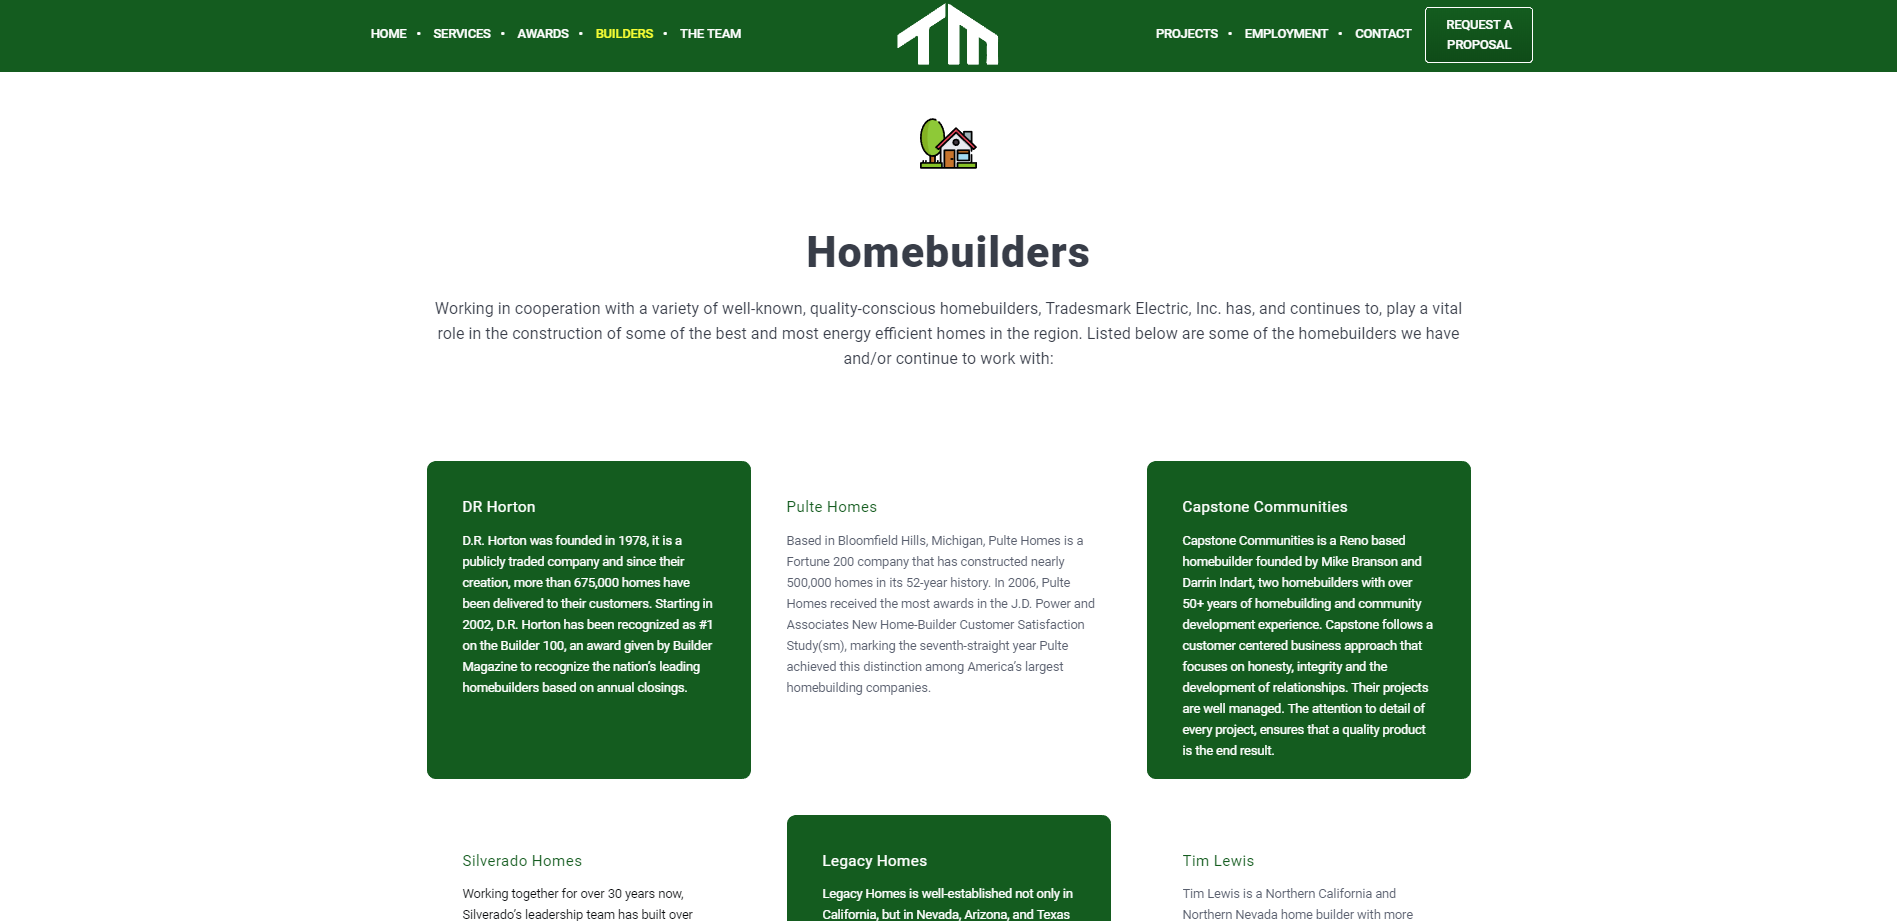 HOME • SERVICES • AWARDS • BUILDERS • THE TEAM
TM
PROJECTS • EMPLOYMENT • CONTACT
REQUEST A
PROPOSAL
Homebuilders
Working in cooperation with a variety of well-known, quality-conscious homebuilders, Tradesmark Electric, Inc. has, and continues to, play a vital
role in the construction of some of the best and most energy efficient homes in the region. Listed below are some of the homebuilders we have
and/or continue to work with:
DR Horton
D.R. Horton was founded in 1978, it is a
publicly traded company and since their
creation, more than 675,000 homes have
been delivered to their customers. Starting in
2002, D.R. Horton has been recognized as #1
on the Builder 100, an award given by Builder
Magazine to recognize the nation’s leading
homebuilders based on annual closings.
Pulte Homes
Based in Bloomfield Hills, Michigan, Pulte Homes is a
Fortune 200 company that has constructed nearly
500,000 homes in its 52-year history. In 2006, Pulte
Homes received the most awards in the J.D. Power and
Associates New Home-Builder Customer Satisfaction
Study(sm), marking the seventh-straight year Pulte
achieved this distinction among America’s largest
homebuilding companies.
Capstone Communities
Capstone Communities is a Reno based
homebuilder founded by Mike Branson and
Darrin Indart, two homebuilders with over
50+ years of homebuilding and community
development experience. Capstone follows a
customer centered business approach that
focuses on honesty, integrity and the
development of relationships. Their projects
are well managed. The attention to detail of
every project, ensures that a quality product
is the end result.
Silverado Homes
Working together for over 30 years now,
Silverado’s leadership team has built over
Legacy Homes
Legacy Homes is well-established not only in
California, but in Nevada, Arizona, and Texas
Tim Lewis
Tim Lewis is a Northern California and
Northern Nevada home builder with more